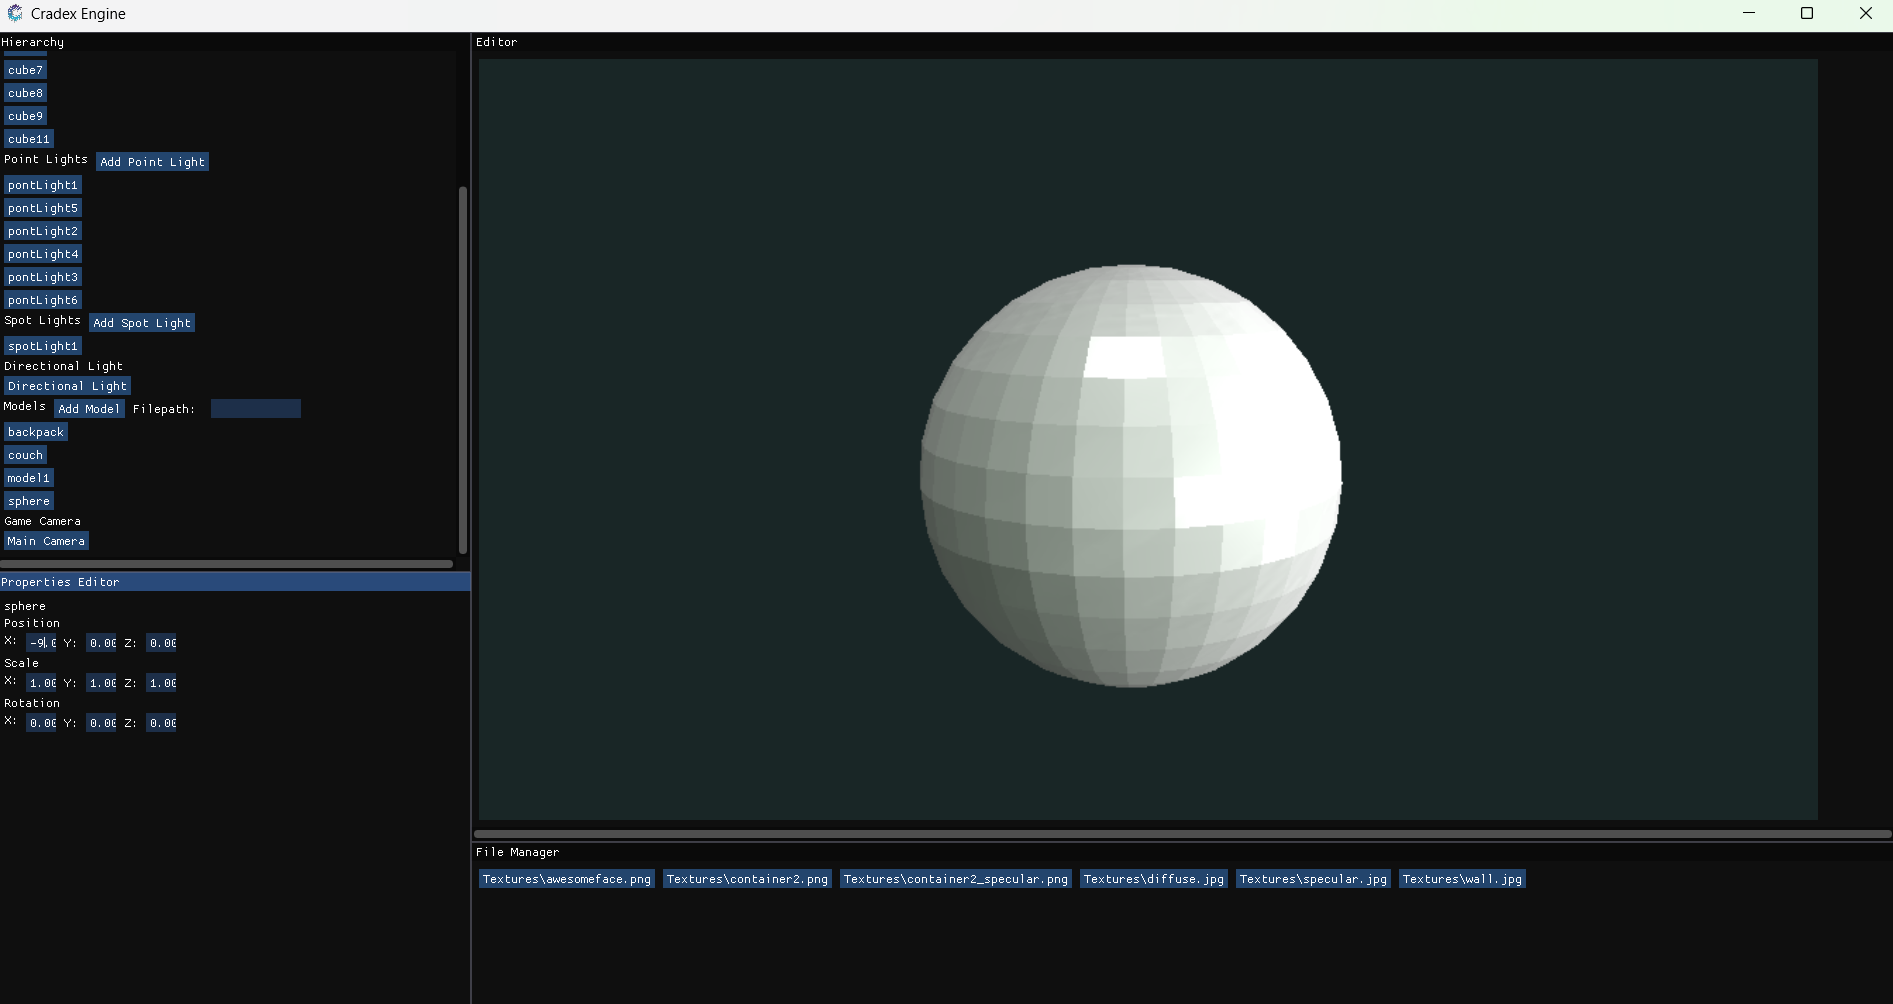 Cradex Engine
Hierarchy
cube7
cube8
cube9
cube11
Point Lights Add Point Light
pontLight1
pontLight5
pontLight2
pontLight4
pontLight3
pontLight6
Spot Lights Add Spot Light
spotLight1
Directional Light
Directional Light
Models Add Model Filepath:
backpack
couch
model1
sphere
Game Camera
Main Camera
Properties Editor
sphere
Position
X: -9.0 Y: 0.00 Z: 0.00
Scale
X: 1.00 Y: 1.00 Z: 1.00
Rotation
X: 0.00 Y: 0.00 Z: 0.00
Editor
File Manager
Textures\awesomeface.png Textures\container2.png Textures\container2_specular.png Textures\diffuse.jpg Textures\specular.jpg Textures\wall.jpg